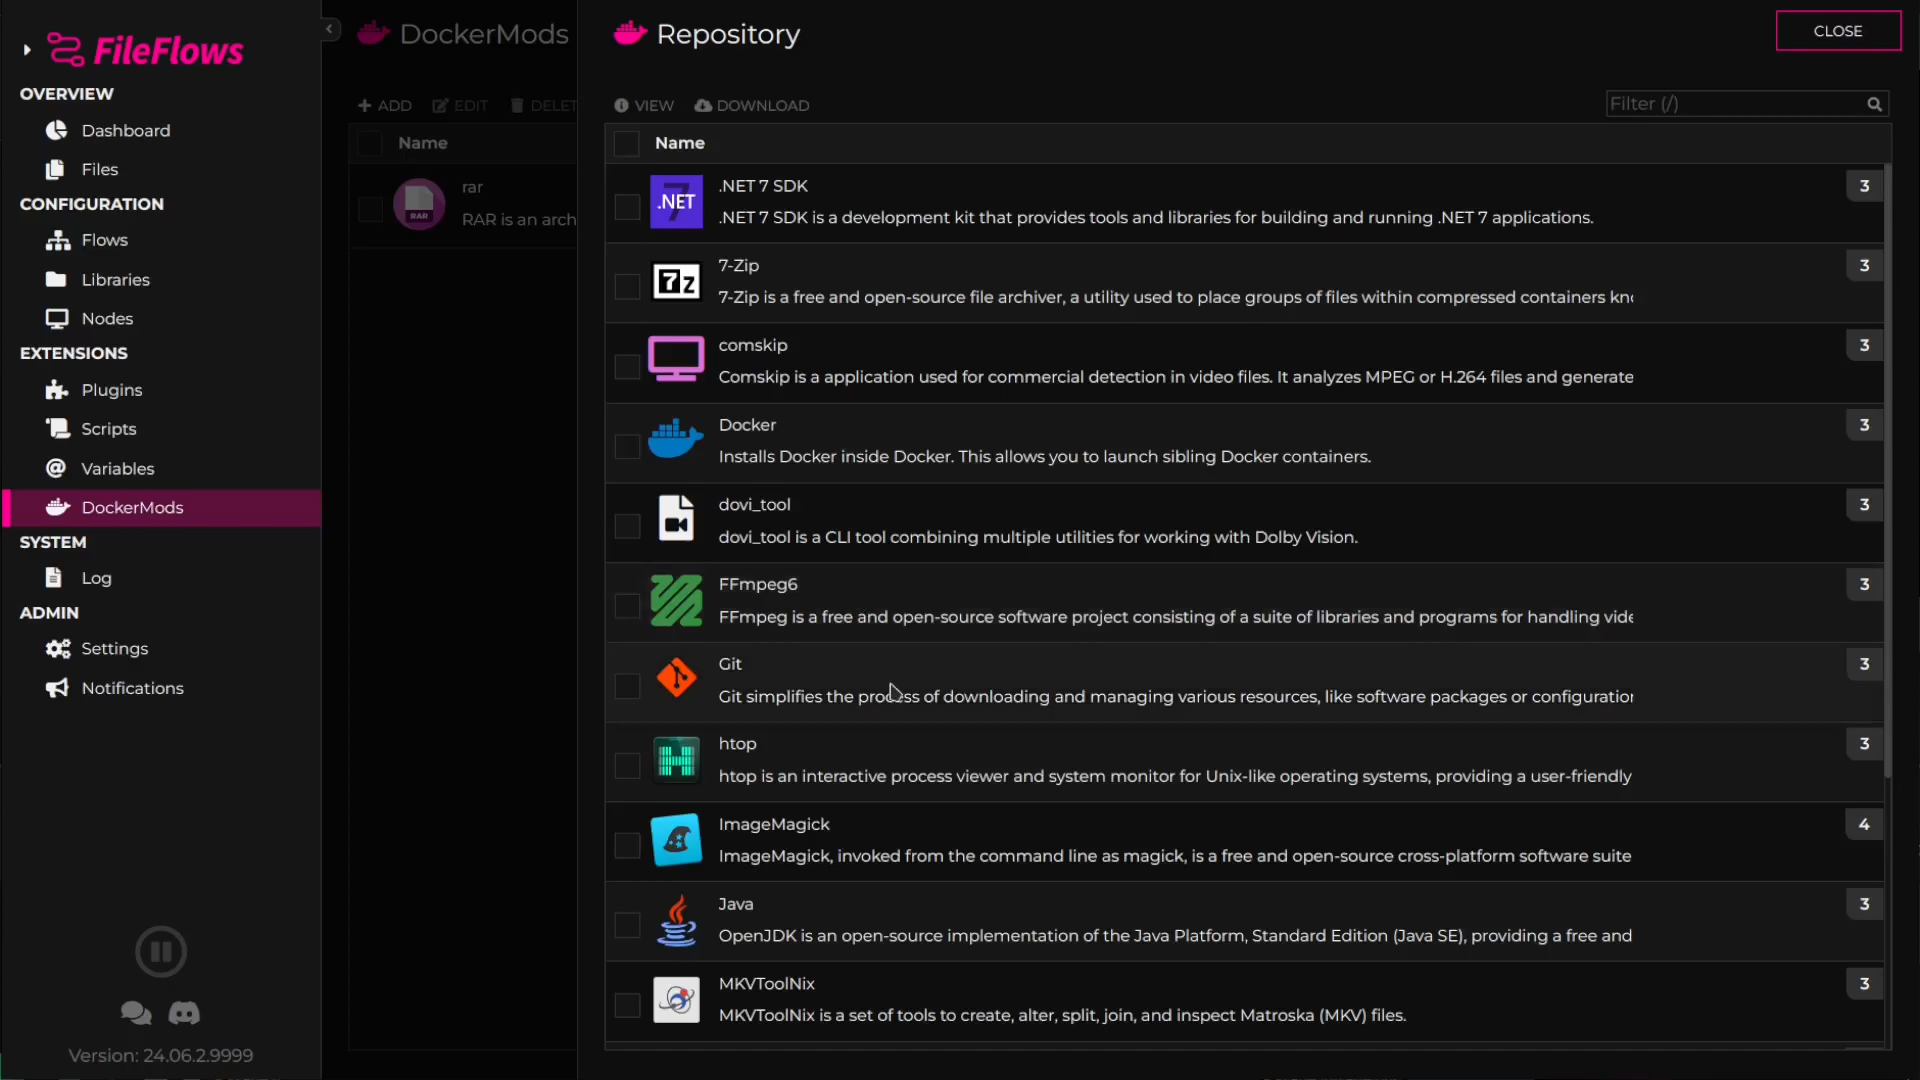 FileFlows
OVERVIEW
Dashboard
Files
CONFIGURATION
Flows
Libraries
Nodes
EXTENSIONS
Plugins
Scripts
Variables
DockerMods
SYSTEM
Log
ADMIN
Settings
Notifications
Version: 24.06.2.9999
DockerMods
ADD EDIT DELET
Name
rar
RAR is an arch
RAR
Repository
CLOSE
VIEW DOWNLOAD
Filter (/)
Name
.NET 7 SDK
3
7
.NET
.NET 7 SDK is a development kit that provides tools and libraries for building and running .NET 7 applications.
7-Zip
3
7z
7-Zip is a free and open-source file archiver, a utility used to place groups of files within compressed containers kn
comskip
3
Comskip is a application used for commercial detection in video files. It analyzes MPEG or H.264 files and generate
Docker
3
Installs Docker inside Docker. This allows you to launch sibling Docker containers.
dovi_tool
3
dovi_tool is a CLI tool combining multiple utilities for working with Dolby Vision.
FFmpeg6
3
FFmpeg is a free and open-source software project consisting of a suite of libraries and programs for handling vide
Git
3
Git simplifies the process of downloading and managing various resources, like software packages or configuration
htop
3
H
htop is an interactive process viewer and system monitor for Unix-like operating systems, providing a user-friendly
ImageMagick
4
ImageMagick, invoked from the command line as magick, is a free and open-source cross-platform software suite
Java
3
OpenJDK is an open-source implementation of the Java Platform, Standard Edition (Java SE), providing a free and
MKVToolNix
3
MKVToolNix is a set of tools to create, alter, split, join, and inspect Matroska (MKV) files.